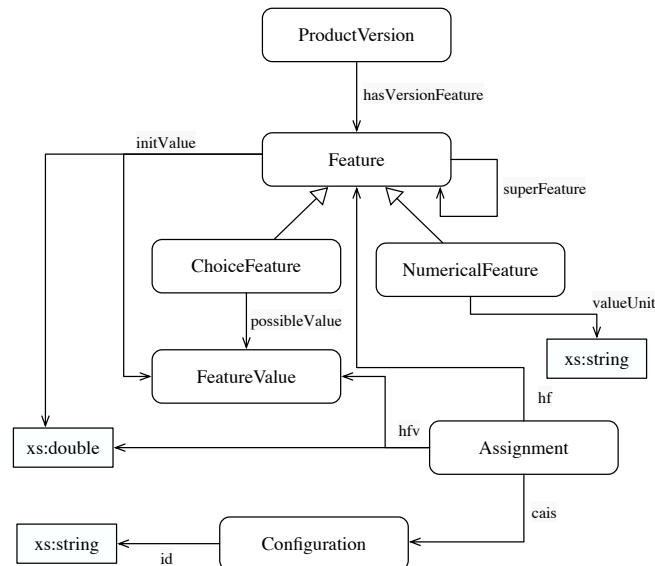 ProductVersion
hasVersionFeature
initValue
Feature
superFeature
ChoiceFeature
NumericalFeature
valueUnit
possibleValue
xs:string
FeatureValue
hf
hfv
xs:double
Assignment
cais
xs:string
id
Configuration